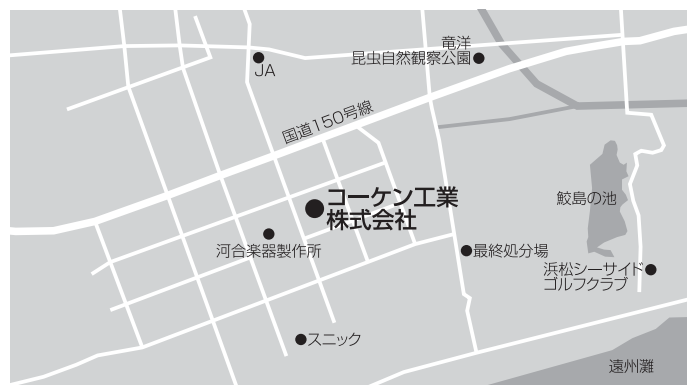 竜洋
昆虫自然観察公園
JA
国道150号線
コーケン工業
株式会社
鮫島の池
河合楽器製作所
最終処分場
浜松シーサイド
ゴルフクラブ
スニック
遠州灘